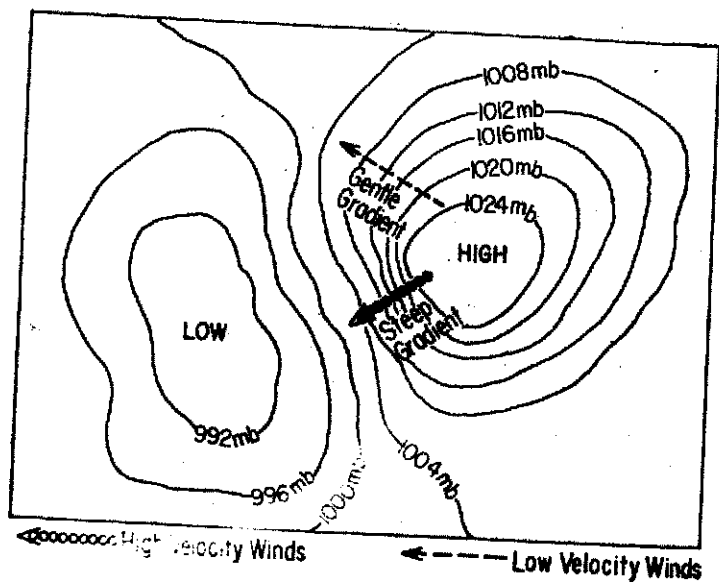 1008mb
1012mb
1016mb
1020mb
1024mb
Gentle
Gradient
HIGH
Steep
Gradient
LOW
992mb
996mb
1000mb
1004mb
High Velocity Winds
Low Velocity Winds